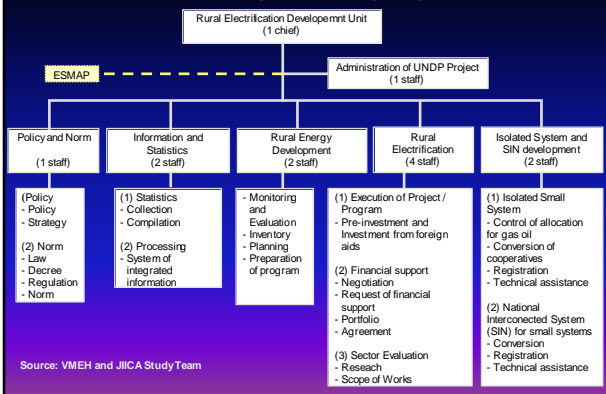 Rural Electrification Developemnt Unit
(1 chief)
ESMAP
Administration of UNDP Project
(1 staff)
Policy and Norm
(1 staff)
Information and
Statistics
(2 staff)
Rural Energy
Development
(2 staff)
Rural
Electrification
(4 staff)
Isolated System and
SIN development
(2 staff)
(Policy
- Policy
- Strategy
(2) Norm
- Law
- Decree
- Regulation
- Norm
(1) Statistics
- Collection
- Compilation
(2) Processing
- System of
integrated
information
- Monitoring
and
Evaluation
- Inventory
- Planning
- Preparation
of program
(1) Execution of Project /
Program
- Pre-investment and
Investment from foreign
aids
(2) Financial support
- Negotiation
- Request of financial
support
- Portfolio
- Agreement
(3) Sector Evaluation
- Reseach
- Scope of Works
(1) Isolated Small
System
- Control of allocation
for gas oil
- Conversion of
cooperatives
- Registration
- Technical assistance
(2) National
Interconected System
(SIN) for small systems
- Conversion
- Registration
- Technical assistance
Source: VMEH and JIICA Study Team